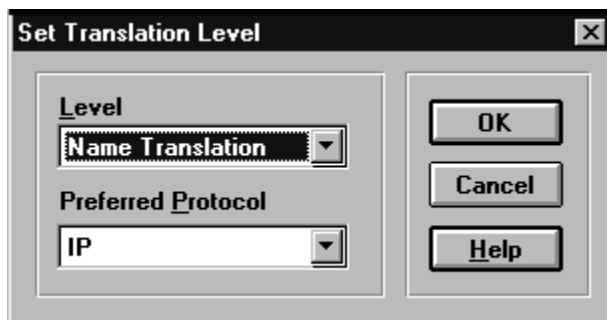 Set Translation Level
Level
Name Translation
Preferred Protocol
IP
OK
Cancel
Help